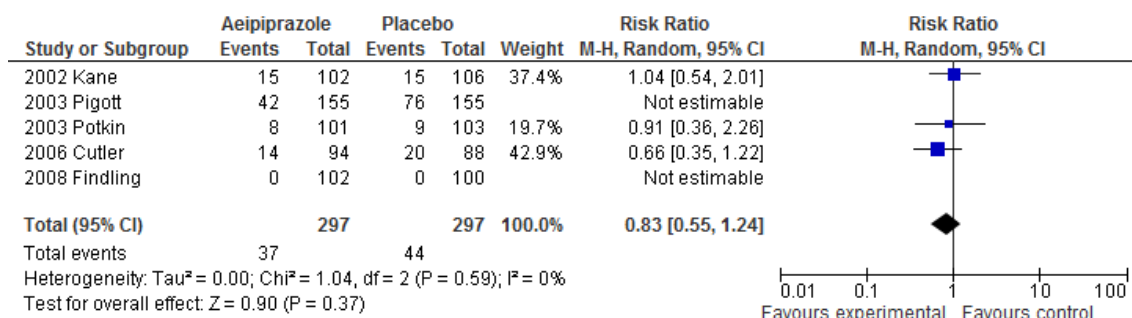 Aeipiprazole Placebo Risk Ratio Risk Ratio
Study or Subgroup Events Total Events Total Weight M-H, Random, 95% CI M-H, Random, 95% CI
2002 Kane 15 102 15 106 37.4% 1.04 [0.54, 2.01]
2003 Pigott 42 155 76 155 Not estimable
2003 Potkin 8 101 9 103 19.7% 0.91 [0.36, 2.26]
2006 Cutler 14 94 20 88 42.9% 0.66 [0.35, 1.22]
2008 Findling 0 102 0 100 Not estimable
Total (95% CI) 297 297 100.0% 0.83 [0.55, 1.24]
Total events 37 44
Heterogeneity: Tau² = 0.00; Chi² = 1.04, df = 2 (P = 0.59); I² = 0%
Test for overall effect: Z = 0.90 (P = 0.37)
0.01 0.1 1 10 100
Favours experimental Favours control